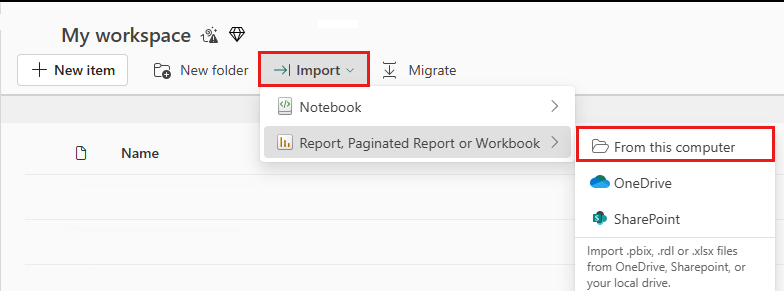 My workspace
New item
New folder
Import
Migrate
Notebook
Name
Report, Paginated Report or Workbook
From this computer
OneDrive
SharePoint
Import .pbix, .rdl or .xlsx files
from OneDrive, Sharepoint, or
your local drive.